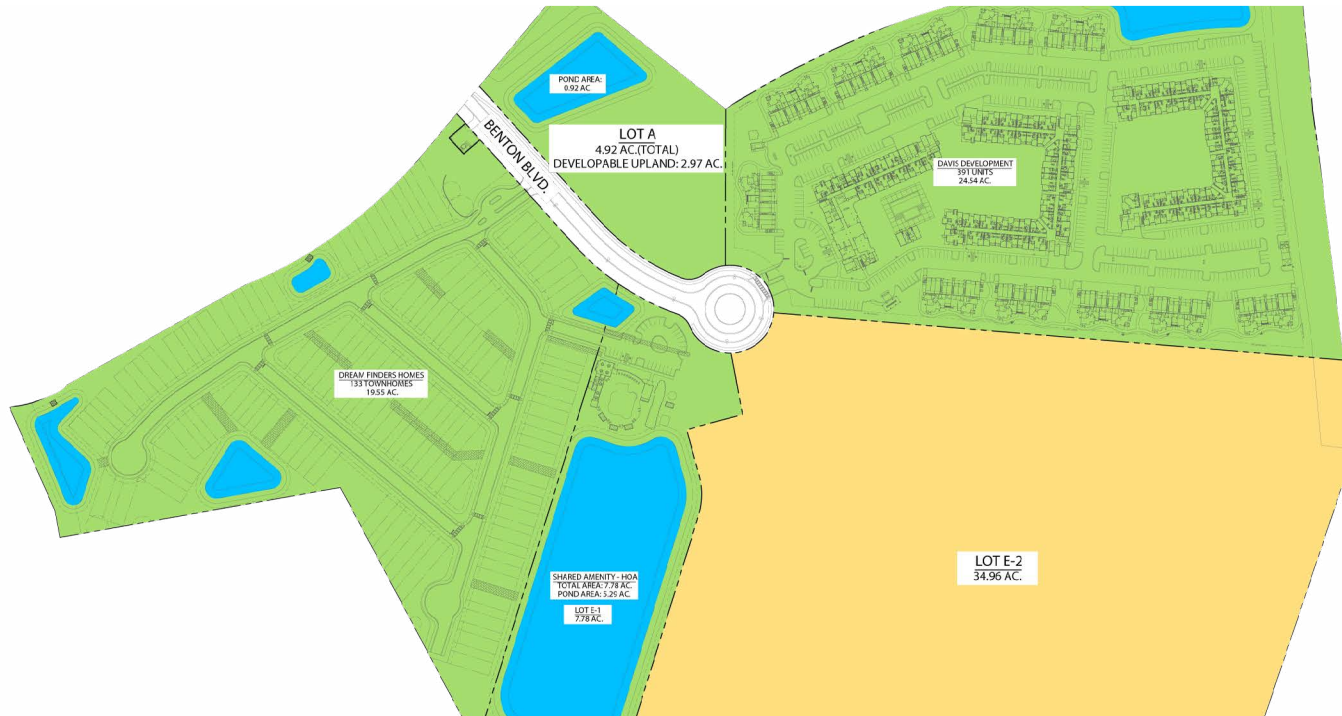 POND AREA:
0.92 AC
LOT A
4.92 AC.(TOTAL)
DEVELOPABLE UPLAND: 2.97 AC.
BENTON BLVD.
DAVIS DEVELOPMENT
391 UNITS
24.54 AC.
DREAM FINDERS HOMES
133 TOWNHOMES
19.55 AC.
SHARED AMENITY - HOA
TOTAL AREA: 7.78 AC.
POND AREA: 5.29 AC.
LOT E-1
7.78 AC.
LOT E-2
34.96 AC.